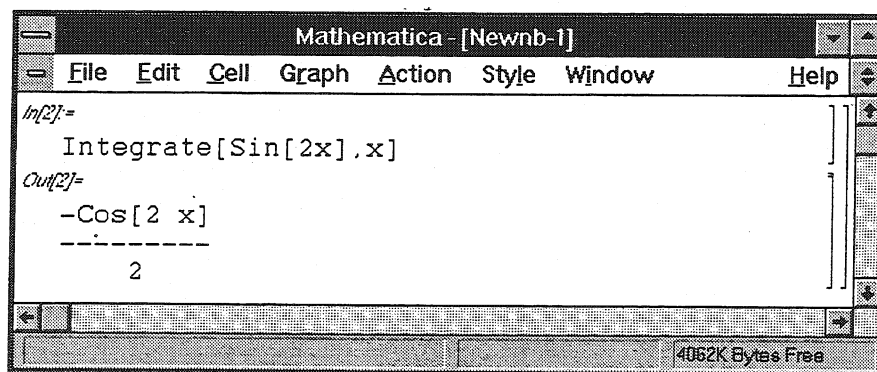 Mathematica - [Newnb-1]
File Edit Cell Graph Action Style Window Help
In[2]:=
Integrate[Sin[2x],x]
Out[2]=
-Cos[2 x]
---------
2
4062K Bytes Free